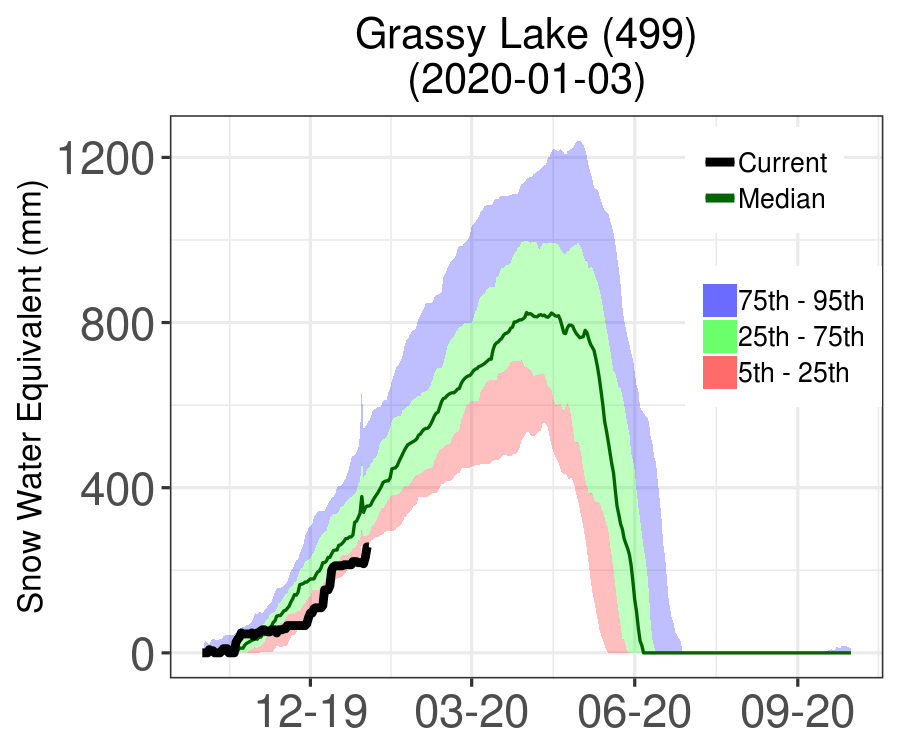 Grassy Lake (499)
(2020-01-03)
Snow Water Equivalent (mm)
1200
800
400
0
Current
Median
75th - 95th
25th - 75th
5th - 25th
12-19 03-20 06-20 09-20